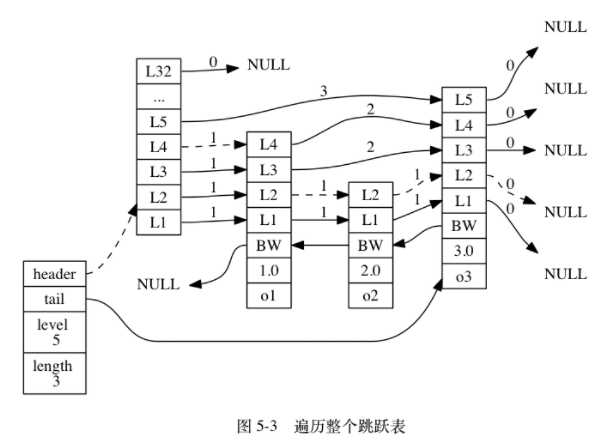 L32
...
L5
L4
L3
L2
L1
0
NULL
3
1
1
1
1
L4
L3
L2
L1
BW
1.0
o1
NULL
2
2
1
1
L2
L1
BW
2.0
o2
1
1
L5
L4
L3
L2
L1
BW
3.0
o3
0
NULL
0
NULL
0
NULL
0
NULL
0
NULL
header
tail
level
5
length
3
图 5-3 遍历整个跳跃表